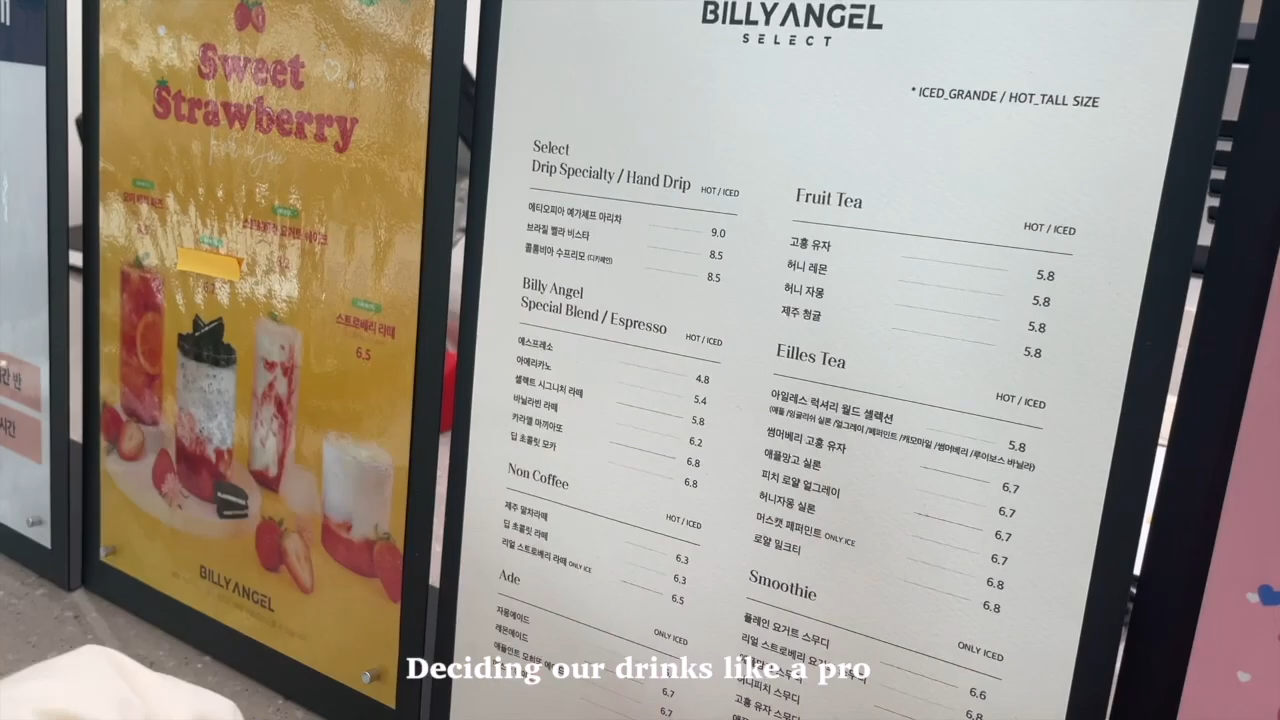 Sweet
Strawberry
for You
스트로베리 라떼
6.5
BILLYANGEL
간 반
시간
BILLYANGEL
SELECT
* ICED_GRANDE / HOT_TALL SIZE
Select
Drip Specialty / Hand Drip HOT / ICED
에티오피아 예가체프 아리차 9.0
브라질 벨라 비스타 8.5
콜롬비아 수프리모 (디카페인) 8.5
Billy Angel
Special Blend / Espresso HOT / ICED
에스프레소 4.8
아메리카노 5.4
셀렉트 시그니처 라떼 5.8
바닐라빈 라떼 6.2
카라멜 마끼아또 6.8
딥 초콜릿 모카 6.8
Non Coffee HOT / ICED
제주 말차라떼 6.3
딥 초콜릿 라떼 6.3
리얼 스트로베리 라떼 ONLY ICE 6.5
Ade ONLY ICED
자몽에이드
레몬에이드 6.7
애플민트 모히또 6.7
Fruit Tea HOT / ICED
고흥 유자 5.8
허니 레몬 5.8
허니 자몽 5.8
제주 청귤 5.8
Eilles Tea HOT / ICED
아일레스 럭셔리 월드 셀렉션 5.8
(애플 /잉글리쉬 실론 /얼그레이 /페퍼민트 /캐모마일 /썸머베리 /루이보스 바닐라)
썸머베리 고흥 유자 6.7
애플망고 실론 6.7
피치 로얄 얼그레이 6.7
허니자몽 실론 6.7
머스캣 페퍼민트 ONLY ICE 6.8
로얄 밀크티 6.8
Smoothie ONLY ICED
플레인 요거트 스무디 6.6
리얼 스트로베리 요거트 스무디 6.8
허니피치 스무디
고흥 유자 스무디
Deciding our drinks like a pro